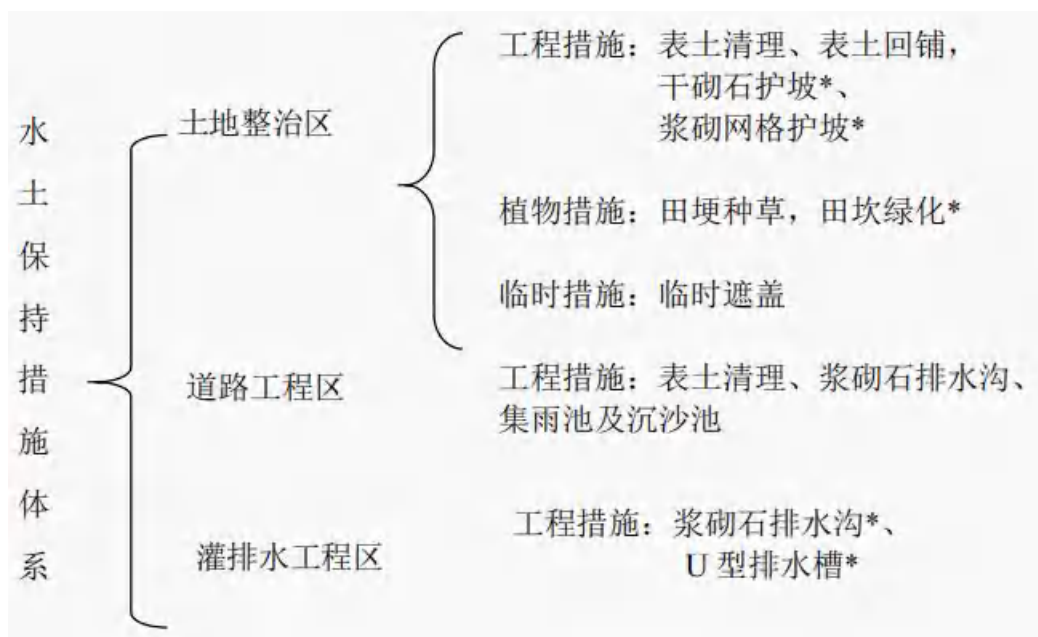 水土保持措施体系
土地整治区
工程措施：表土清理、表土回铺，
干砌石护坡*、
浆砌网格护坡*
植物措施：田埂种草，田坎绿化*
临时措施：临时遮盖
道路工程区
工程措施：表土清理、浆砌石排水沟、
集雨池及沉沙池
灌排水工程区
工程措施：浆砌石排水沟*、
U 型排水槽*